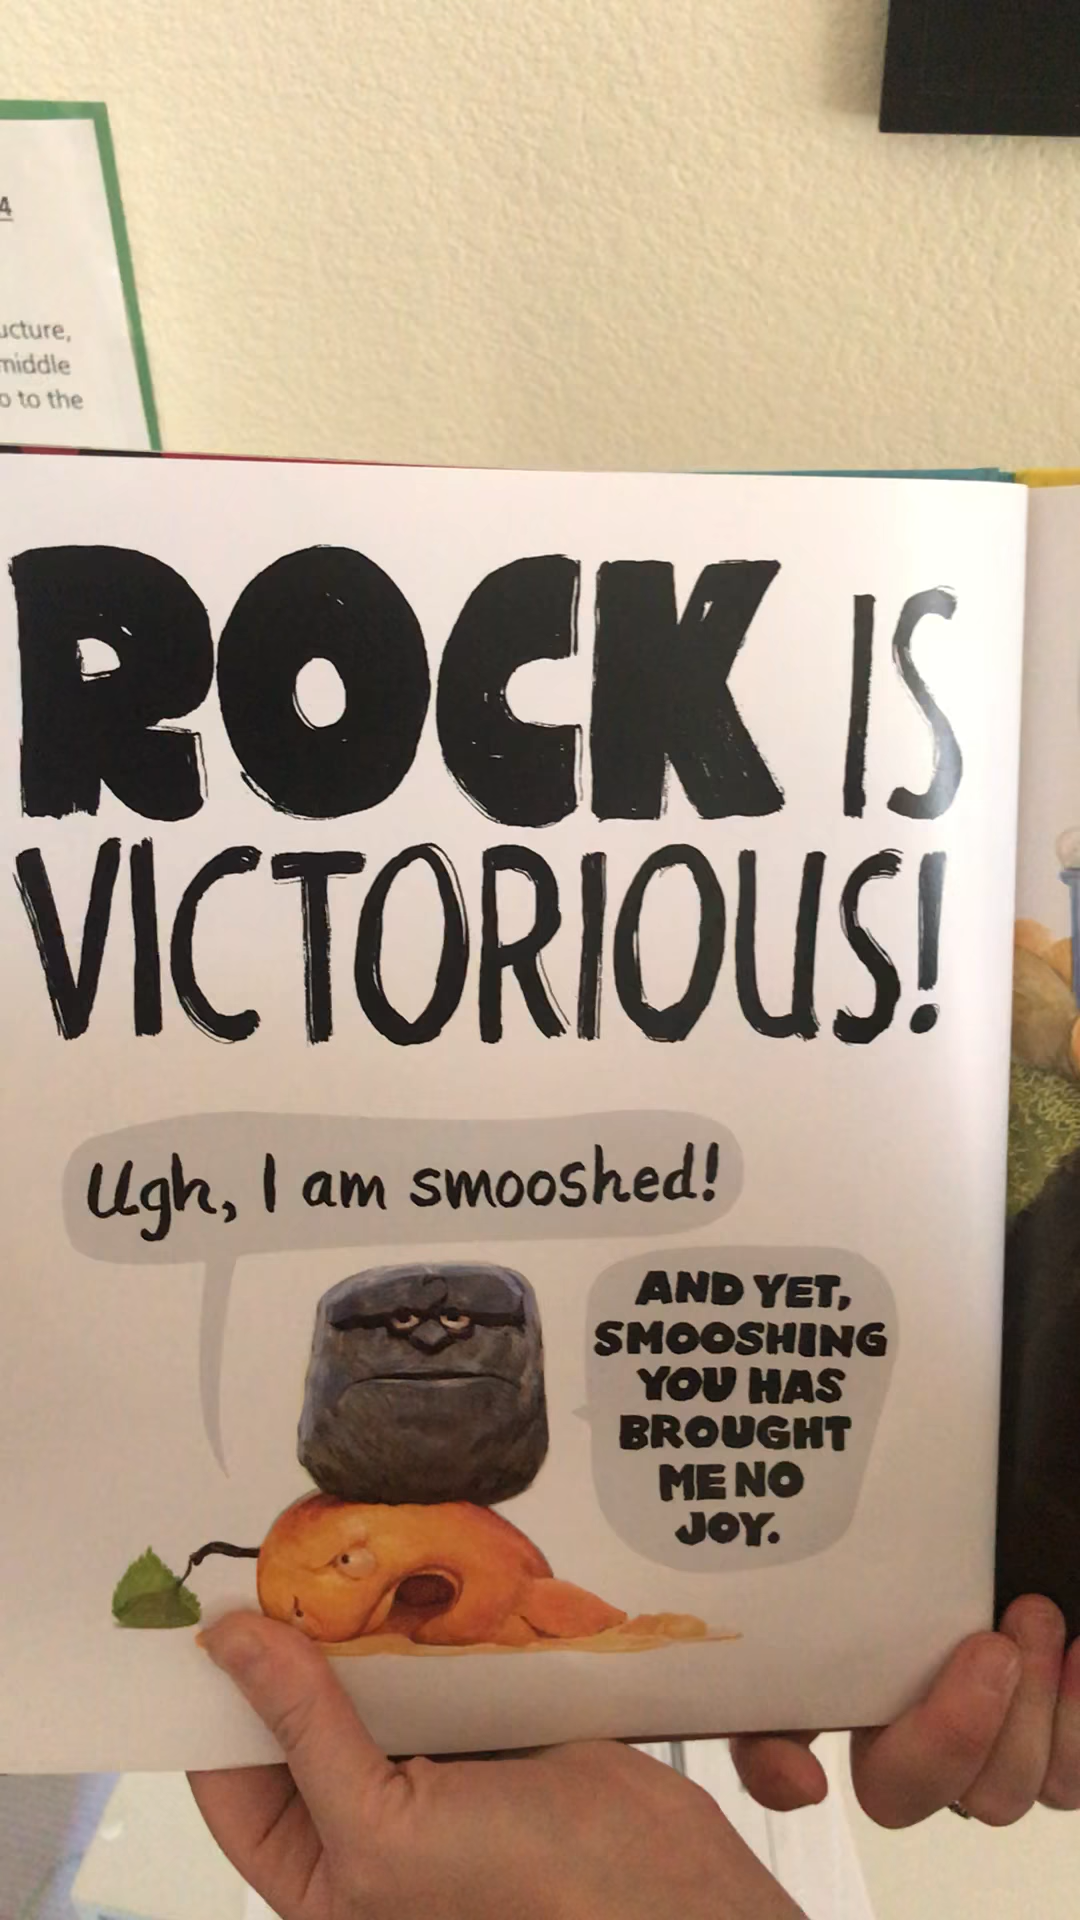 4
ucture,
middle
o to the
ROCK IS
VICTORIOUS!
Ugh, I am smooshed!
AND YET,
SMOOSHING
YOU HAS
BROUGHT
ME NO
JOY.